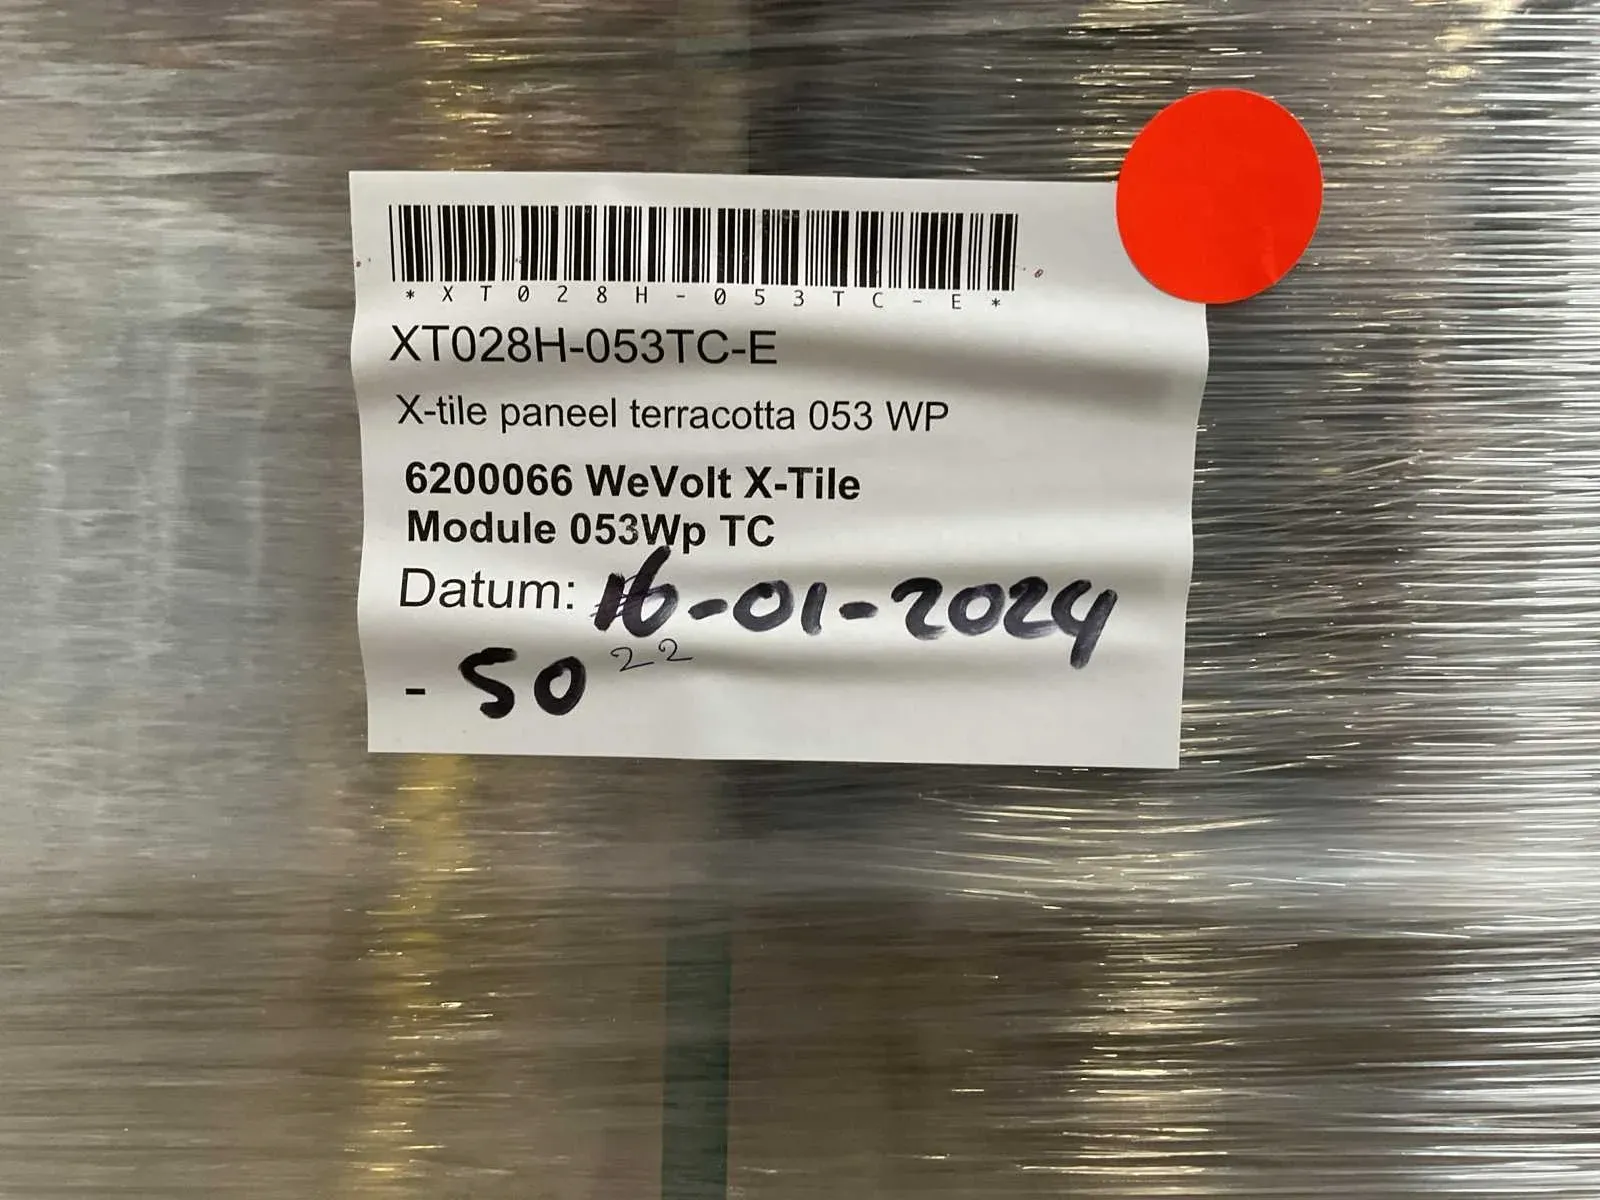 *XT028H-053TC-E*
XT028H-053TC-E
X-tile paneel terracotta 053 WP
6200066 WeVolt X-Tile
Module 053Wp TC
Datum: 16-01-2024
- 50 22